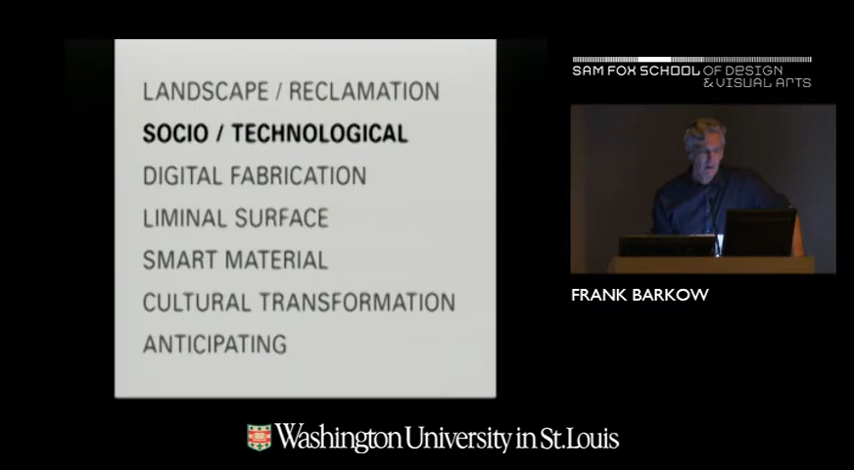 LANDSCAPE / RECLAMATION
SOCIO / TECHNOLOGICAL
DIGITAL FABRICATION
LIMINAL SURFACE
SMART MATERIAL
CULTURAL TRANSFORMATION
ANTICIPATING
SAM FOX SCHOOL OF DESIGN
& VISUAL ARTS
FRANK BARKOW
Washington University in St. Louis